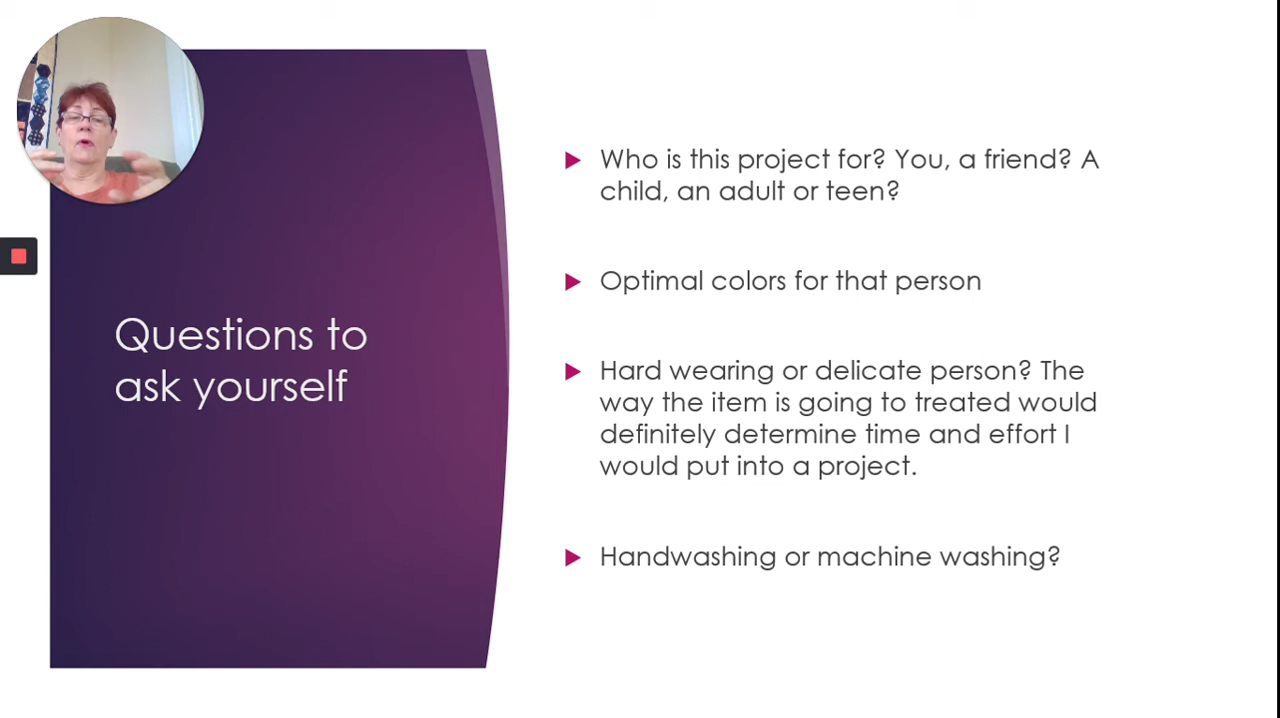 Questions to
ask yourself
Who is this project for? You, a friend? A
child, an adult or teen?
Optimal colors for that person
Hard wearing or delicate person? The
way the item is going to treated would
definitely determine time and effort I
would put into a project.
Handwashing or machine washing?